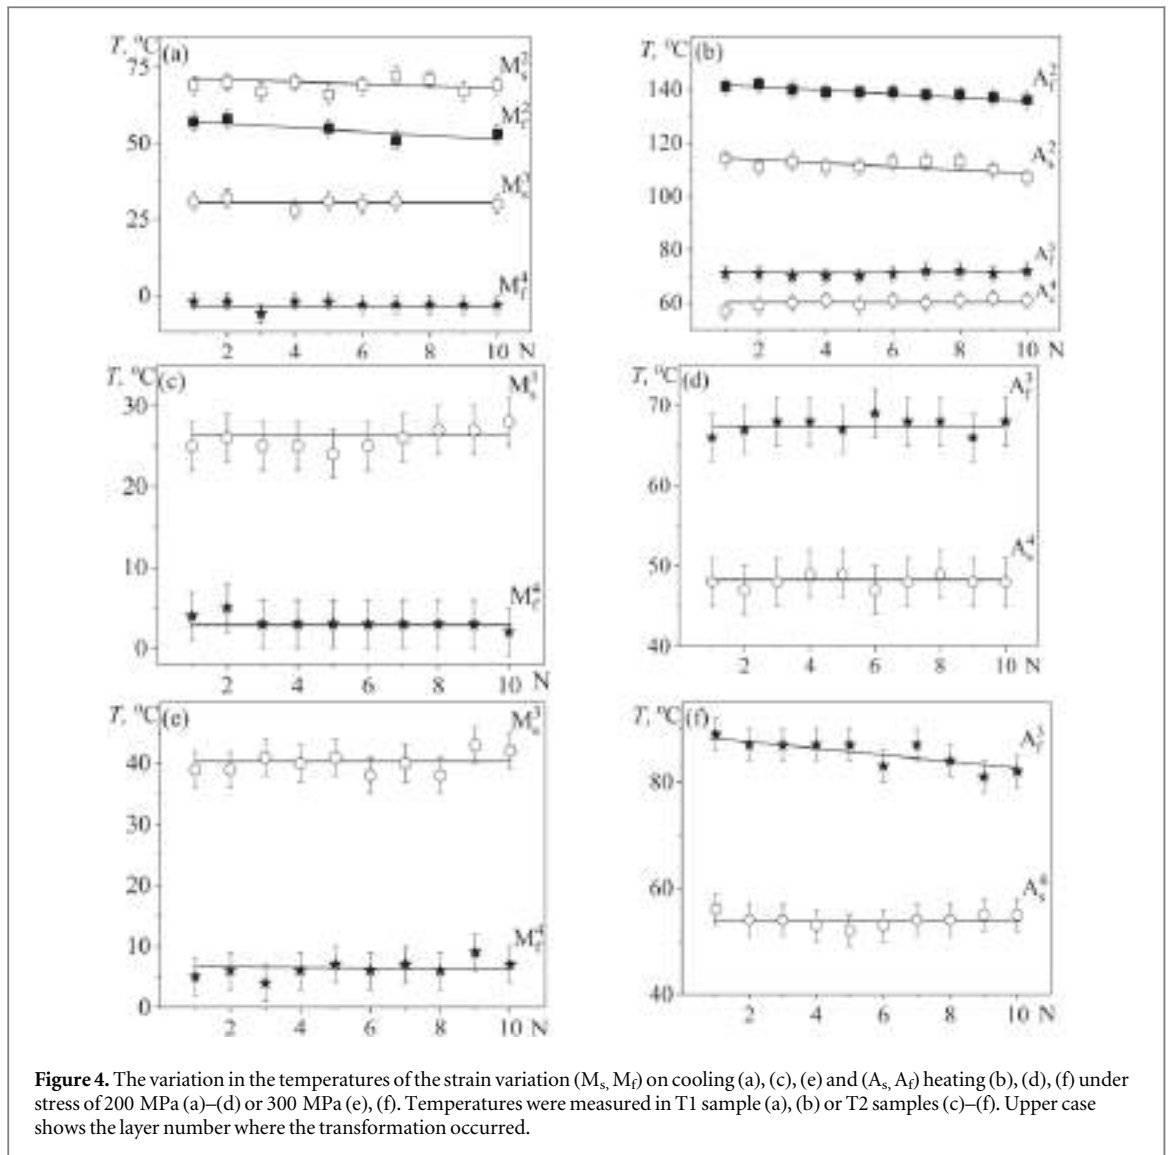 T, °C (a)
75
50
25
0
2 4 6 8 10 N
M_s^2
M_f^2
M_f^4
T, °C (b)
140
120
100
80
60
2 4 6 8 10 N
A_f^2
A_s^2
A_s^4
T, °C (c)
30
20
10
0
2 4 6 8 10 N
M_f^4
T, °C (d)
70
60
50
40
2 4 6 8 10 N
A_f^3
A_s^4
T, °C (e)
40
30
20
10
0
2 4 6 8 10 N
M_s^3
M_f^4
T, °C (f)
80
60
40
2 4 6 8 10 N
A_f^3
A_s^4
Figure 4. The variation in the temperatures of the strain variation (M_s, M_f) on cooling (a), (c), (e) and (A_s, A_f) heating (b), (d), (f) under
stress of 200 MPa (a)–(d) or 300 MPa (e), (f). Temperatures were measured in T1 sample (a), (b) or T2 samples (c)–(f). Upper case
shows the layer number where the transformation occurred.